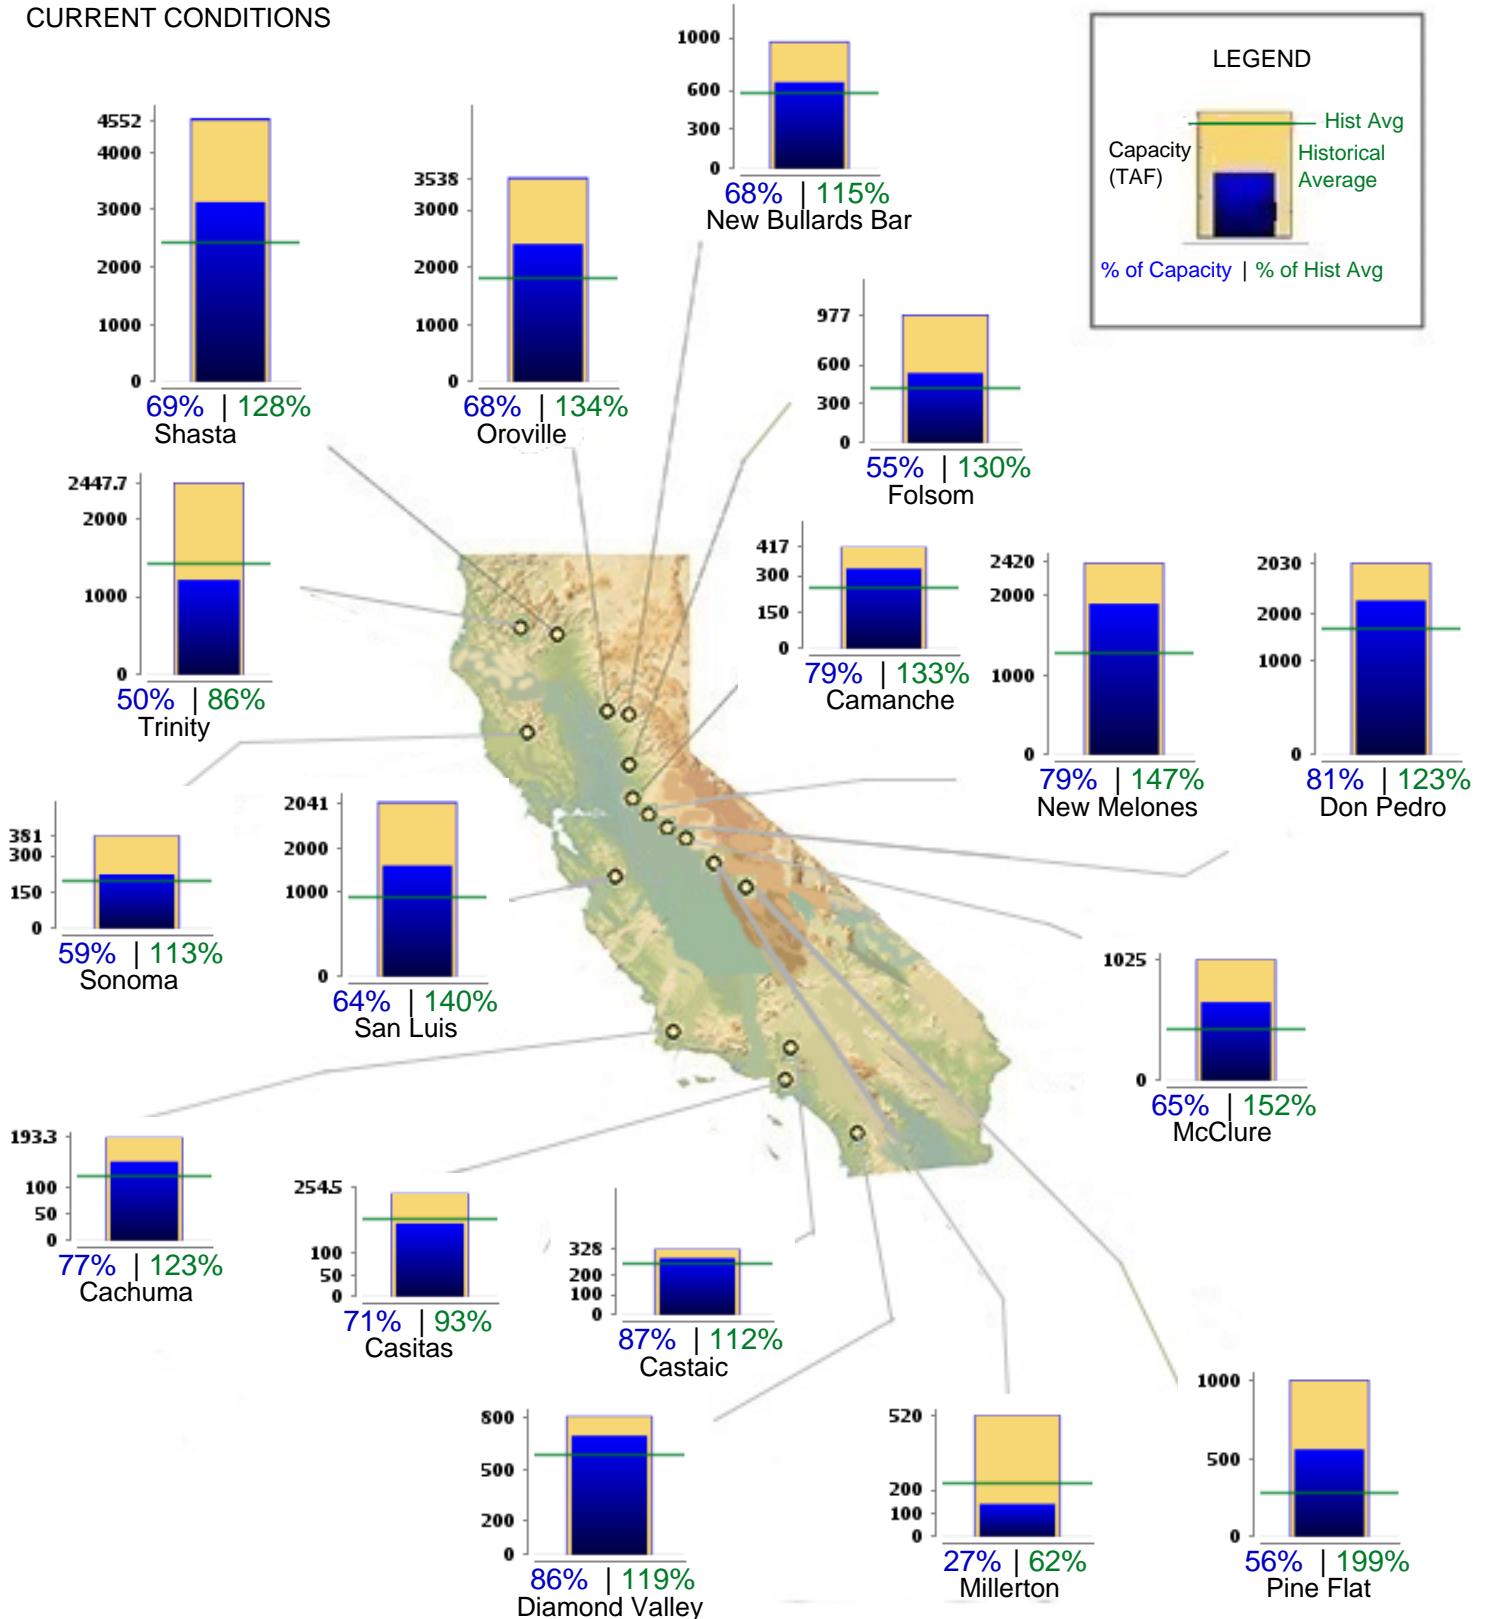 CURRENT CONDITIONS
LEGEND
Hist Avg
Capacity
(TAF)
Historical
Average
% of Capacity | % of Hist Avg
1000
600
300
0
68% | 115%
New Bullards Bar
4552
4000
3000
2000
1000
0
69% | 128%
Shasta
3538
3000
2000
1000
0
68% | 134%
Oroville
977
600
300
0
55% | 130%
Folsom
2447.7
2000
1000
0
50% | 86%
Trinity
417
300
150
0
79% | 133%
Camanche
2420
2000
1000
0
79% | 147%
New Melones
2030
2000
1000
0
81% | 123%
Don Pedro
381
300
150
0
59% | 113%
Sonoma
2041
2000
1000
0
64% | 140%
San Luis
1025
0
65% | 152%
McClure
193.3
100
50
0
77% | 123%
Cachuma
254.5
100
50
0
71% | 93%
Casitas
328
200
100
0
87% | 112%
Castaic
800
500
200
0
86% | 119%
Diamond Valley
520
200
100
0
27% | 62%
Millerton
1000
500
0
56% | 199%
Pine Flat